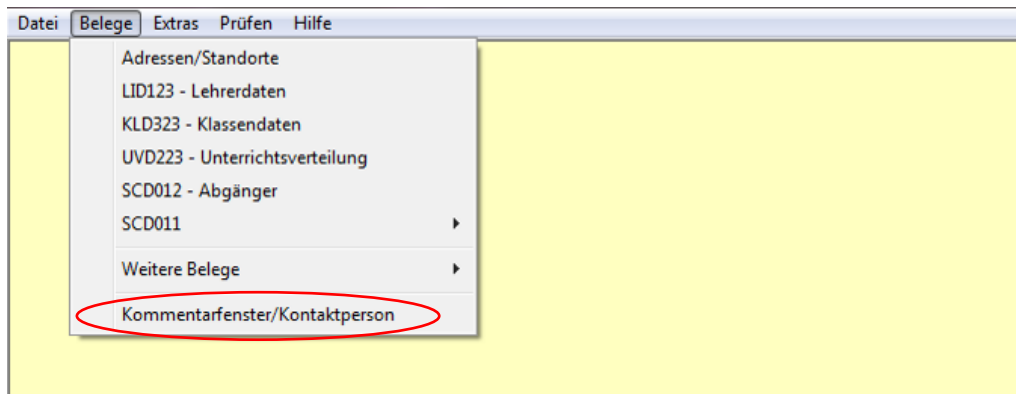 Datei Belege Extras Prüfen Hilfe
Adressen/Standorte
LID123 - Lehrerdaten
KLD323 - Klassendaten
UVD223 - Unterrichtsverteilung
SCD012 - Abgänger
SCD011
Weitere Belege
Kommentarfenster/Kontaktperson